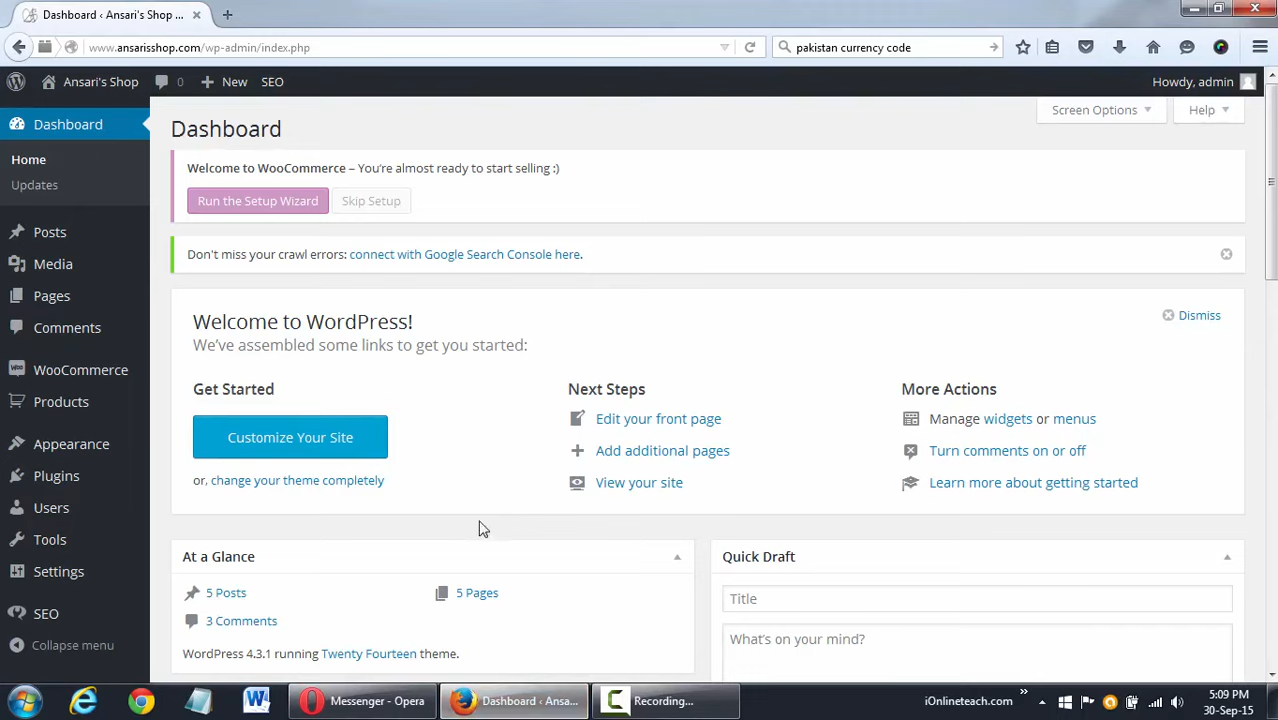 Dashboard ‹ Ansari's Shop ...
www.ansarisshop.com/wp-admin/index.php
pakistan currency code
Ansari's Shop 0 New SEO
Howdy, admin
Dashboard
Home
Updates
Posts
Media
Pages
Comments
WooCommerce
Products
Appearance
Plugins
Users
Tools
Settings
SEO
Collapse menu
Screen Options
Help
Dashboard
Welcome to WooCommerce – You're almost ready to start selling :)
Run the Setup Wizard
Skip Setup
Don't miss your crawl errors: connect with Google Search Console here.
Welcome to WordPress!
Dismiss
We've assembled some links to get you started:
Get Started
Customize Your Site
or, change your theme completely
Next Steps
Edit your front page
Add additional pages
View your site
More Actions
Manage widgets or menus
Turn comments on or off
Learn more about getting started
At a Glance
5 Posts
5 Pages
3 Comments
WordPress 4.3.1 running Twenty Fourteen theme.
Quick Draft
Title
What's on your mind?
Messenger - Opera
Dashboard ‹ Ansa...
Recording...
iOnlineteach.com
»
5:09 PM
30-Sep-15